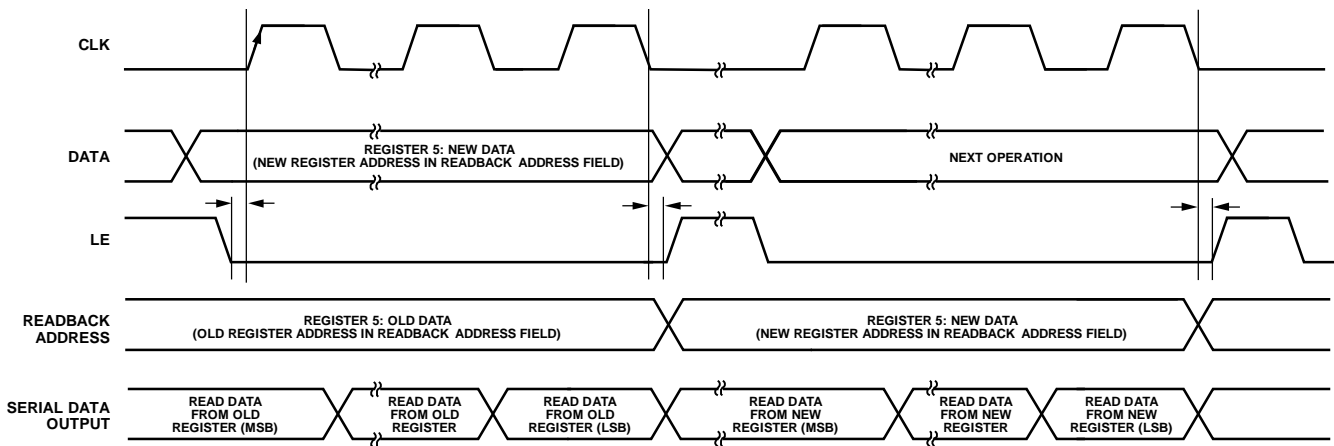 CLK
DATA
REGISTER 5: NEW DATA
(NEW REGISTER ADDRESS IN READBACK ADDRESS FIELD)
NEXT OPERATION
LE
READBACK
ADDRESS
REGISTER 5: OLD DATA
(OLD REGISTER ADDRESS IN READBACK ADDRESS FIELD)
REGISTER 5: NEW DATA
(NEW REGISTER ADDRESS IN READBACK ADDRESS FIELD)
SERIAL DATA
OUTPUT
READ DATA
FROM OLD
REGISTER (MSB)
READ DATA
FROM OLD
REGISTER
READ DATA
FROM OLD
REGISTER (LSB)
READ DATA
FROM NEW
REGISTER (MSB)
READ DATA
FROM NEW
REGISTER
READ DATA
FROM NEW
REGISTER (LSB)